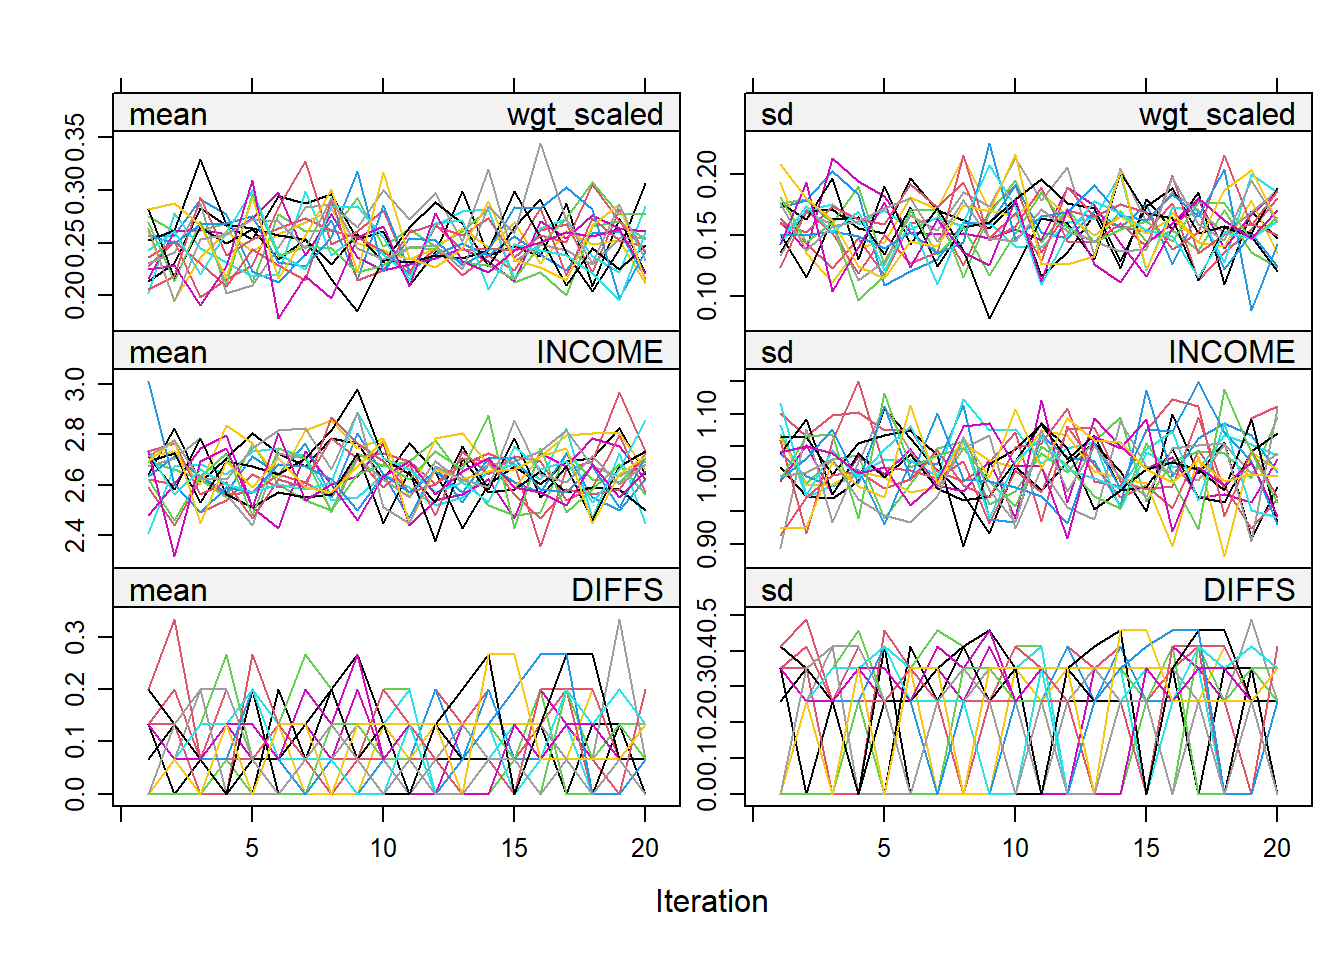 mean wgt_scaled sd wgt_scaled
0.20 0.25 0.30 0.35
0.10 0.15 0.20
mean INCOME sd INCOME
2.4 2.6 2.8 3.0
0.90 1.00 1.10
mean DIFFS sd DIFFS
0.0 0.1 0.2 0.3
0.0 0.1 0.2 0.3 0.4 0.5
5 10 15 20 5 10 15 20
Iteration